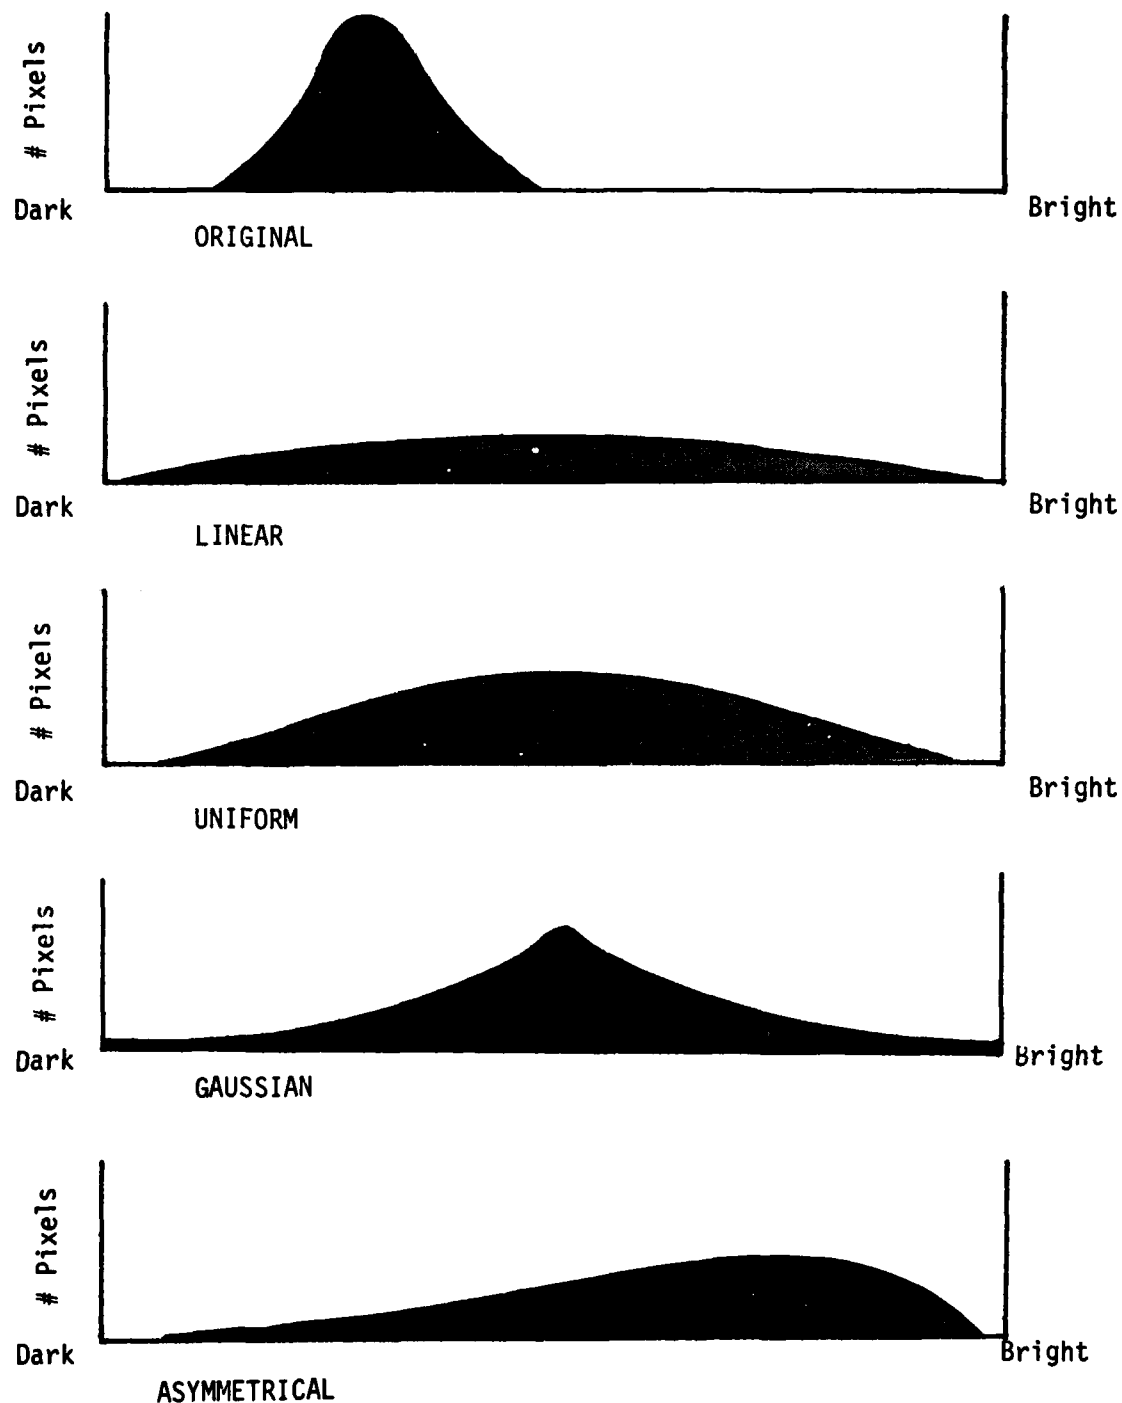 # Pixels
Dark
Bright
ORIGINAL
# Pixels
Dark
Bright
LINEAR
# Pixels
Dark
Bright
UNIFORM
# Pixels
Dark
Bright
GAUSSIAN
# Pixels
Dark
Bright
ASYMMETRICAL